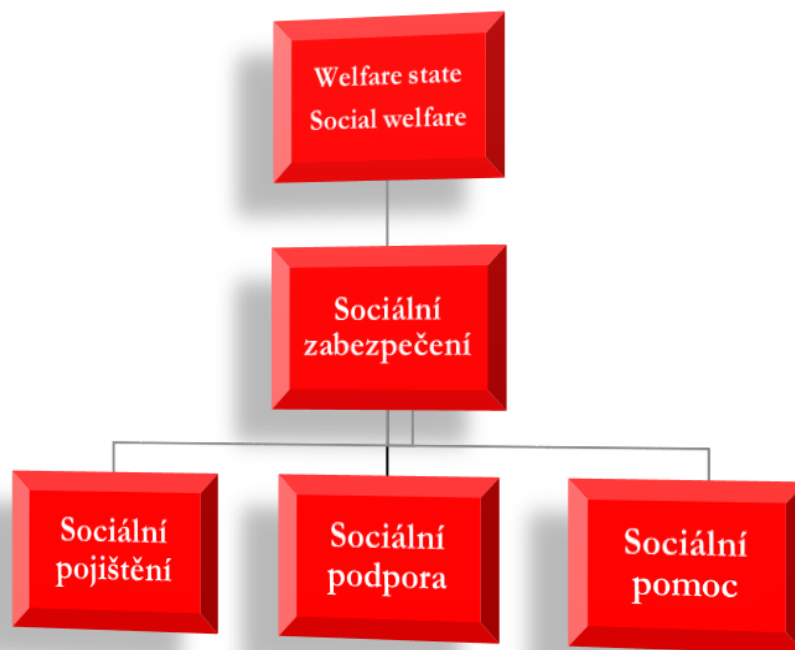 Welfare state
Social welfare
Sociální
zabezpečení
Sociální
pojištění
Sociální
podpora
Sociální
pomoc